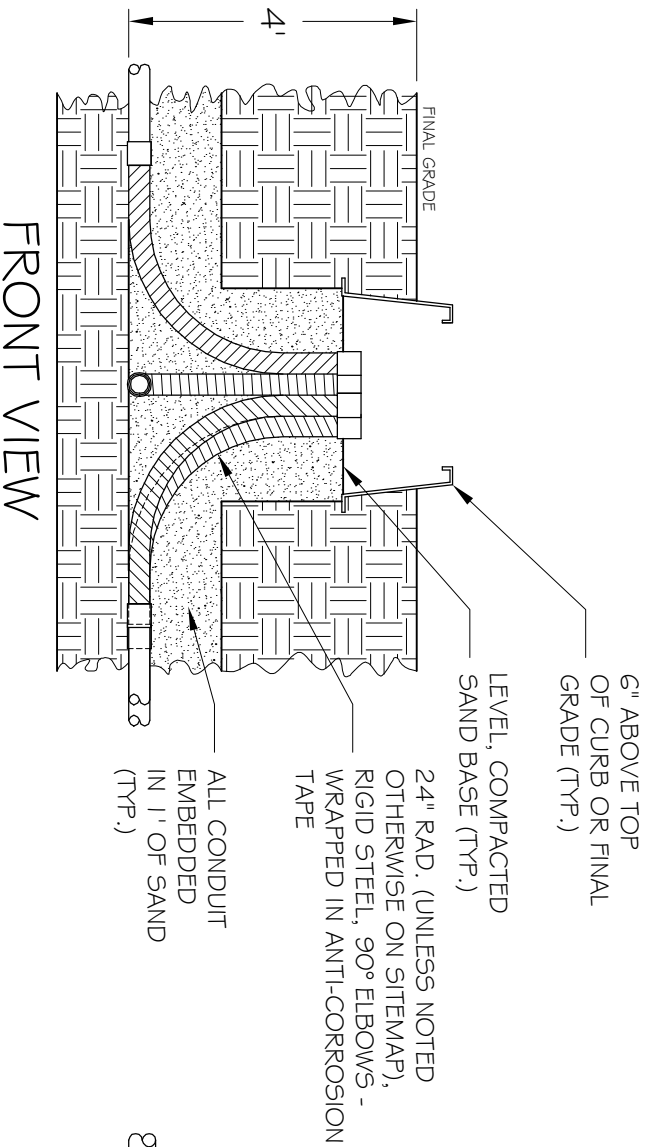 4'
FINAL GRADE
6" ABOVE TOP
OF CURB OR FINAL
GRADE (TYP.)
LEVEL, COMPACTED
SAND BASE (TYP.)
24" RAD. (UNLESS NOTED
OTHERWISE ON SITEMAP),
RIGID STEEL, 90° ELBOWS -
WRAPPED IN ANTI-CORROSION
TAPE
ALL CONDUIT
EMBEDDED
IN 1' OF SAND
(TYP.)
FRONT VIEW